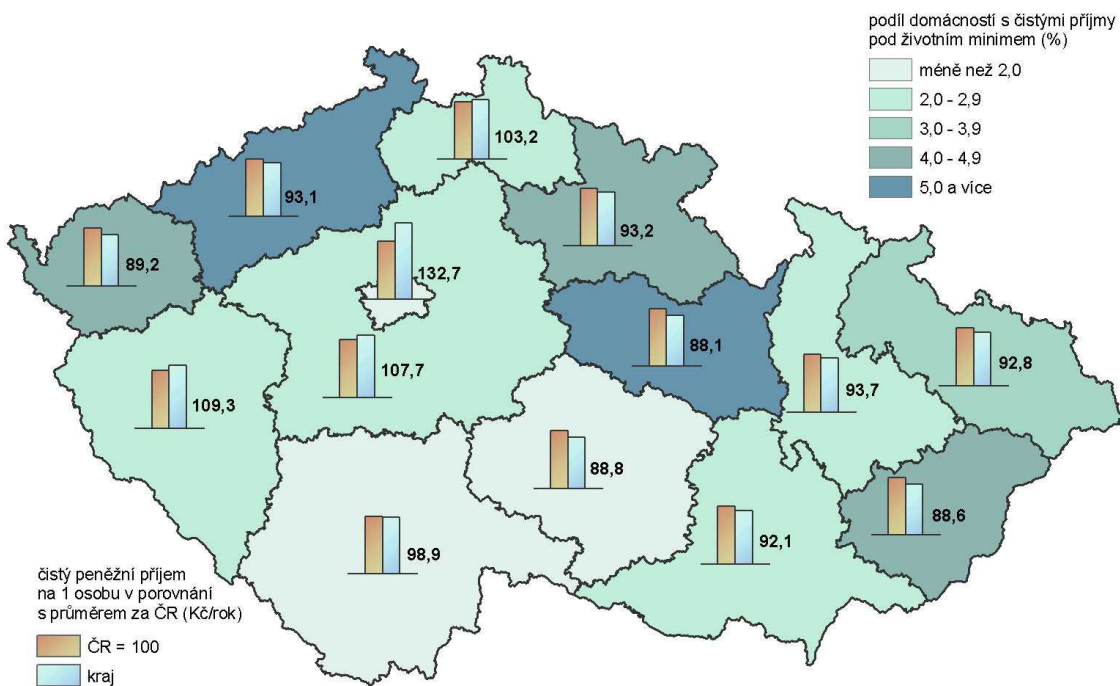 podíl domácností s čistými příjmy
pod životním minimem (%)
méně než 2,0
2,0 - 2,9
3,0 - 3,9
4,0 - 4,9
5,0 a více
103,2
93,1
93,2
89,2
132,7
88,1
92,8
107,7
93,7
109,3
88,8
88,6
92,1
98,9
čistý peněžní příjem
na 1 osobu v porovnání
s průměrem za ČR (Kč/rok)
ČR = 100
kraj